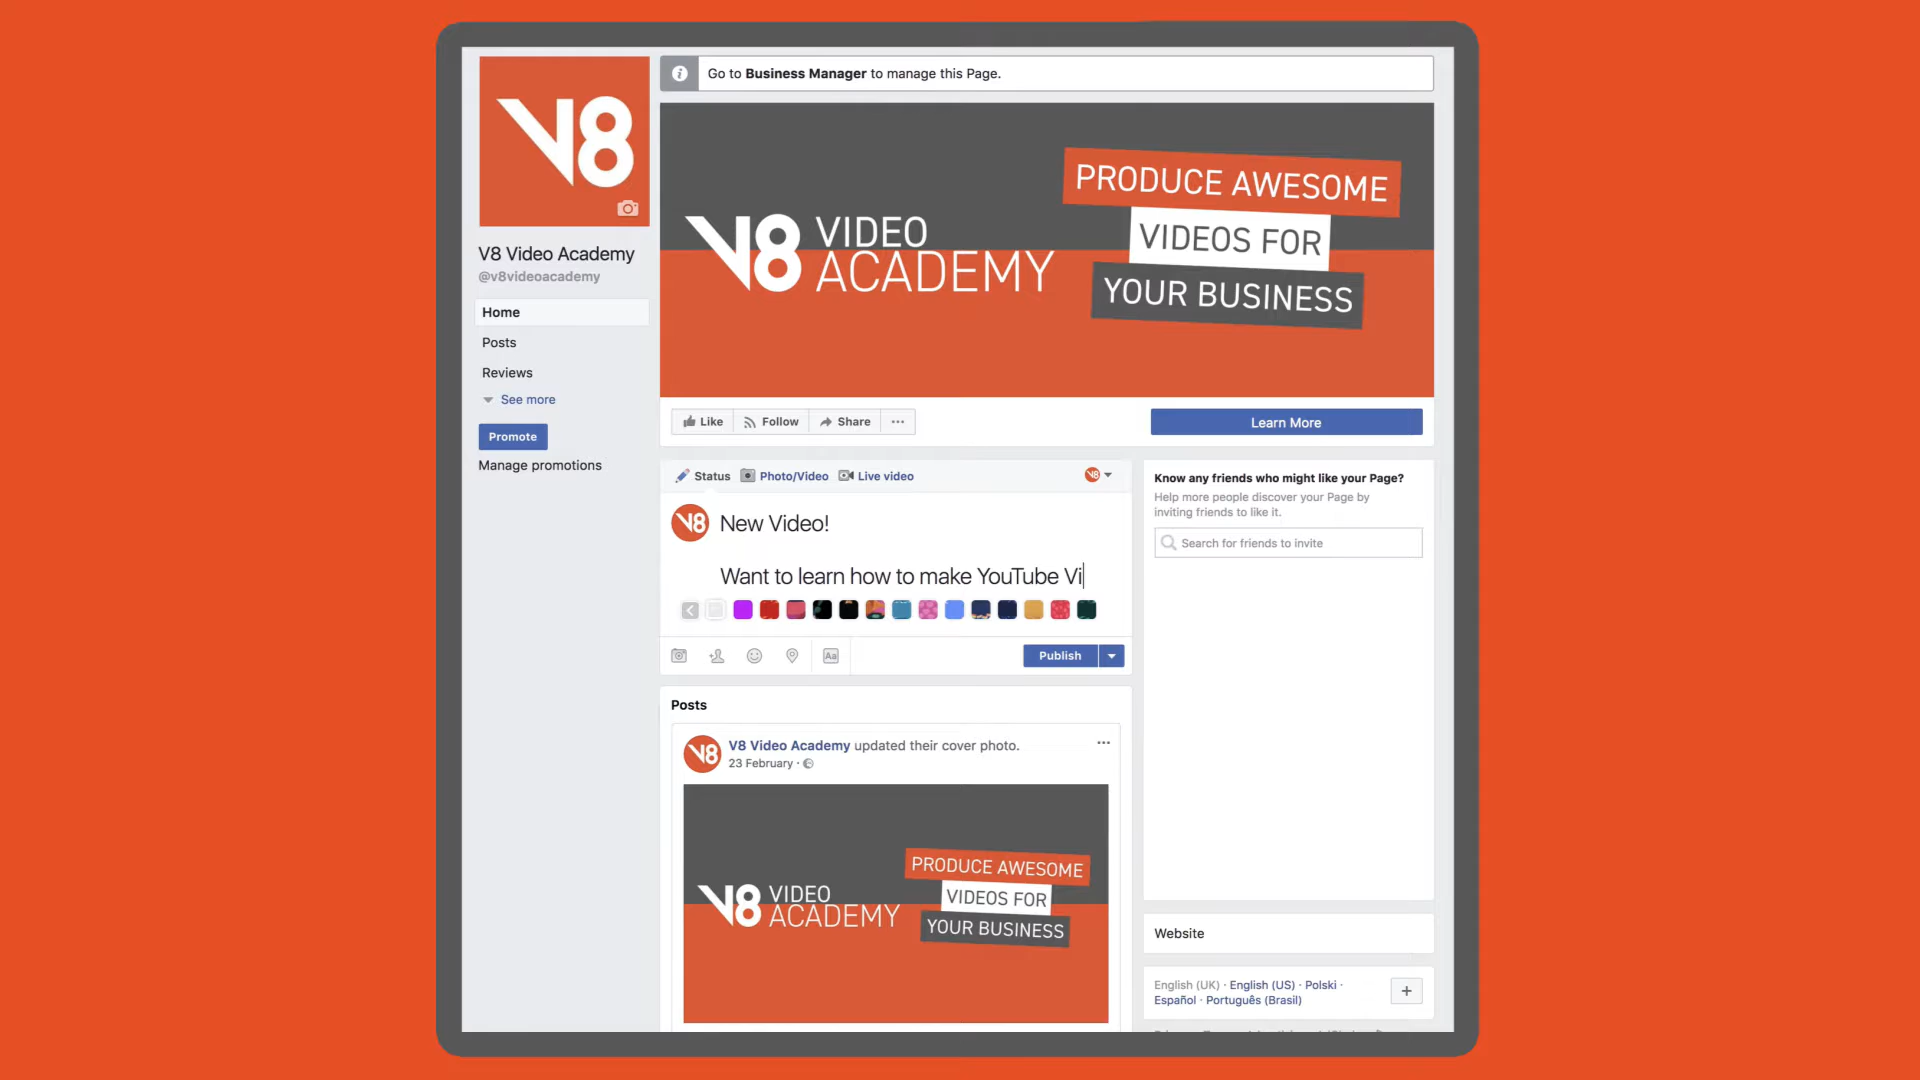 V8
Go to Business Manager to manage this Page.
V8 VIDEO ACADEMY
PRODUCE AWESOME
VIDEOS FOR
YOUR BUSINESS
V8 Video Academy
@v8videoacademy
Home
Posts
Reviews
See more
Promote
Manage promotions
Like Follow Share
Learn More
Status Photo/Video Live video
V8
V8
New Video!
Want to learn how to make YouTube Vi
Aa
Publish
Know any friends who might like your Page?
Help more people discover your Page by
inviting friends to like it.
Search for friends to invite
Posts
V8
V8 Video Academy updated their cover photo.
23 February ·
V8 VIDEO ACADEMY
PRODUCE AWESOME
VIDEOS FOR
YOUR BUSINESS
Website
English (UK) · English (US) · Polski ·
Español · Português (Brasil)
+